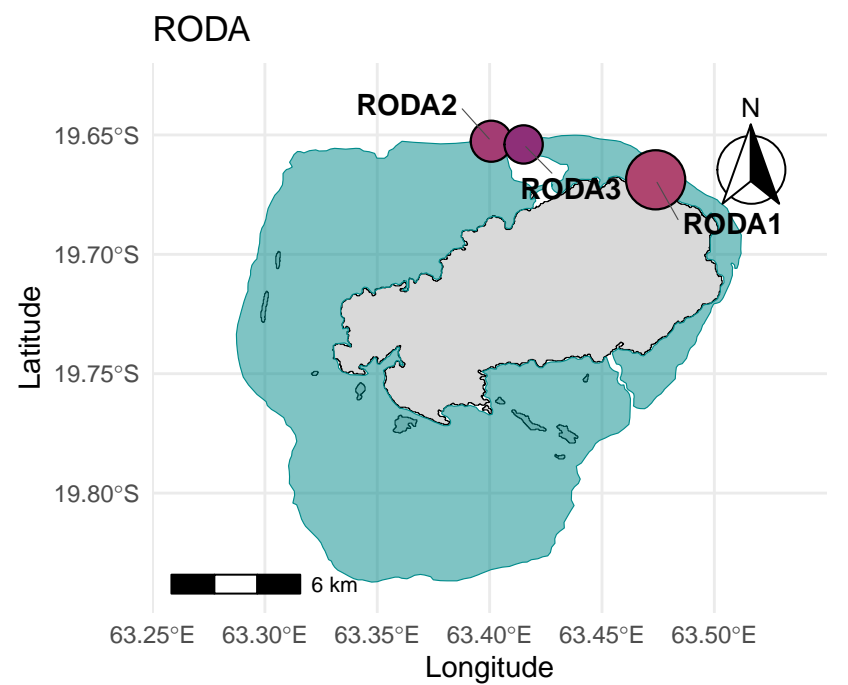 RODA
N
RODA2
19.65°S
RODA3
RODA1
19.70°S
Latitude
19.75°S
19.80°S
6 km
63.25°E 63.30°E 63.35°E 63.40°E 63.45°E 63.50°E
Longitude